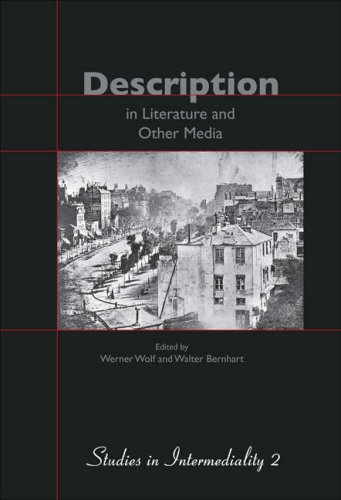 Description
in Literature and
Other Media
Edited by
Werner Wolf and Walter Bernhart
Studies in Intermediality 2